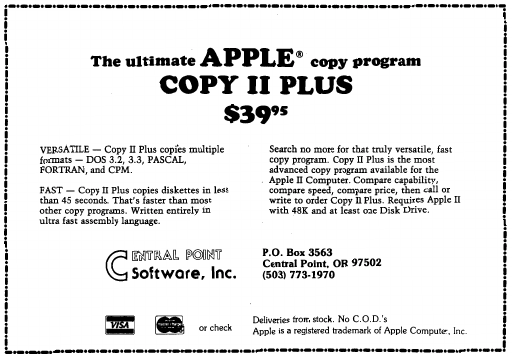 The ultimate APPLE® copy program
COPY II PLUS
$39⁹⁵
VERSATILE — Copy II Plus copies multiple
formats — DOS 3.2, 3.3, PASCAL,
FORTRAN, and CPM.
FAST — Copy II Plus copies diskettes in less
than 45 seconds. That's faster than most
other copy programs. Written entirely in
ultra fast assembly language.
Search no more for that truly versatile, fast
copy program. Copy II Plus is the most
advanced copy program available for the
Apple II Computer. Compare capability,
compare speed, compare price, then call or
write to order Copy II Plus. Requires Apple II
with 48K and at least one Disk Drive.
CENTRAL POINT
Software, Inc.
P.O. Box 3563
Central Point, OR 97502
(503) 773-1970
VISA
or check
Deliveries from stock. No C.O.D.'s
Apple is a registered trademark of Apple Computer, Inc.